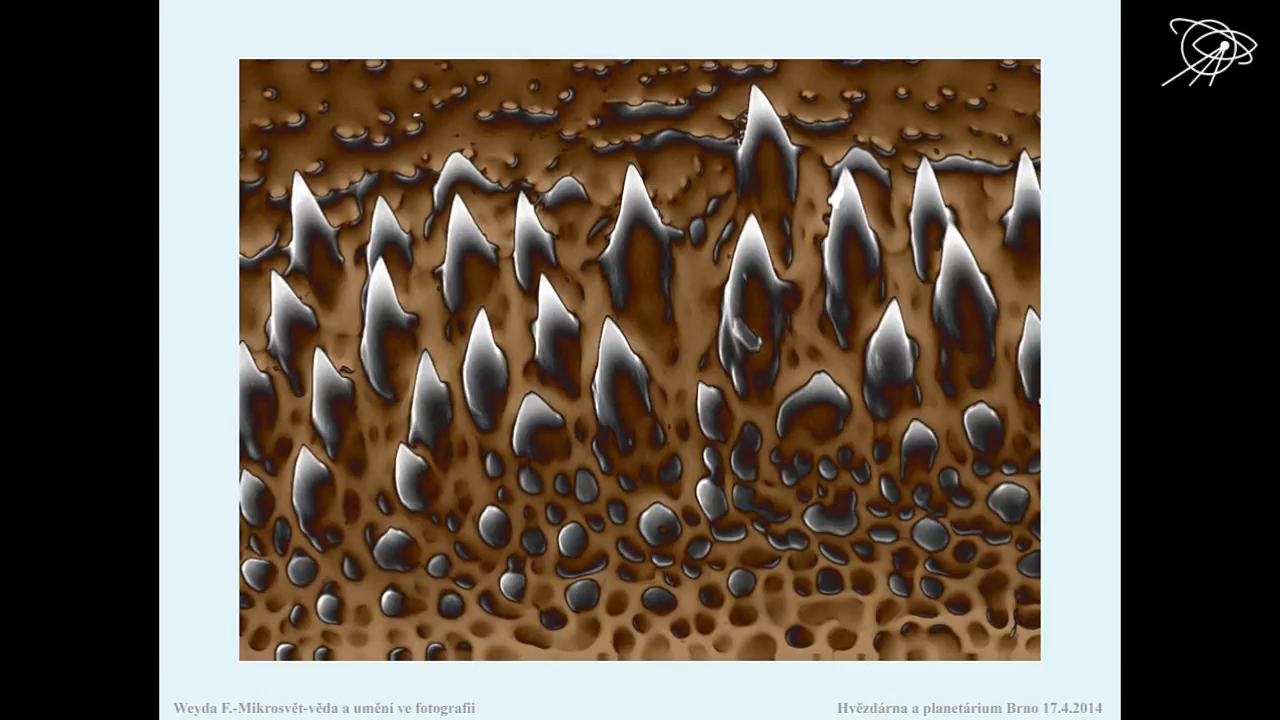 Weyda F.-Mikrosvět-věda a umění ve fotografii
Hvězdárna a planetárium Brno 17.4.2014